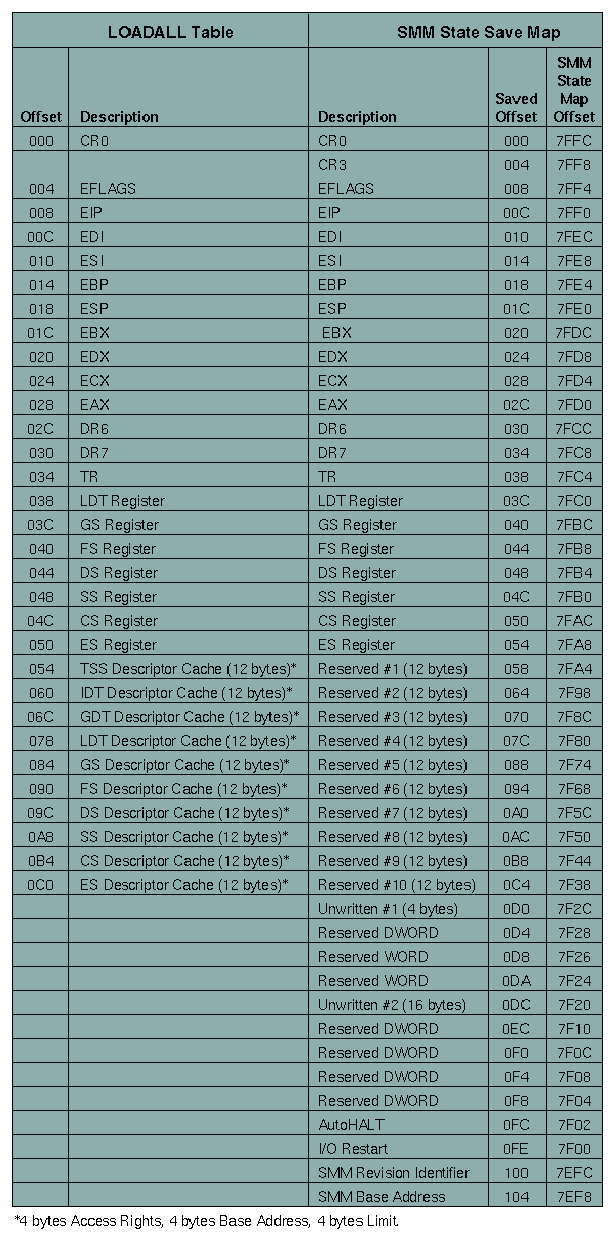 LOADALL Table SMM State Save Map
Offset Description Description Saved Offset SMM State Map Offset
000 CR0 CR0 000 7FFC
CR3 004 7FF8
004 EFLAGS EFLAGS 008 7FF4
008 EIP EIP 00C 7FF0
00C EDI EDI 010 7FEC
010 ESI ESI 014 7FE8
014 EBP EBP 018 7FE4
018 ESP ESP 01C 7FE0
01C EBX EBX 020 7FDC
020 EDX EDX 024 7FD8
024 ECX ECX 028 7FD4
028 EAX EAX 02C 7FD0
02C DR6 DR6 030 7FCC
030 DR7 DR7 034 7FC8
034 TR TR 038 7FC4
038 LDT Register LDT Register 03C 7FC0
03C GS Register GS Register 040 7FBC
040 FS Register FS Register 044 7FB8
044 DS Register DS Register 048 7FB4
048 SS Register SS Register 04C 7FB0
04C CS Register CS Register 050 7FAC
050 ES Register ES Register 054 7FA8
054 TSS Descriptor Cache (12 bytes)* Reserved #1 (12 bytes) 058 7FA4
060 IDT Descriptor Cache (12 bytes)* Reserved #2 (12 bytes) 064 7F98
06C GDT Descriptor Cache (12 bytes)* Reserved #3 (12 bytes) 070 7F8C
078 LDT Descriptor Cache (12 bytes)* Reserved #4 (12 bytes) 07C 7F80
084 GS Descriptor Cache (12 bytes)* Reserved #5 (12 bytes) 088 7F74
090 FS Descriptor Cache (12 bytes)* Reserved #6 (12 bytes) 094 7F68
09C DS Descriptor Cache (12 bytes)* Reserved #7 (12 bytes) 0A0 7F5C
0A8 SS Descriptor Cache (12 bytes)* Reserved #8 (12 bytes) 0AC 7F50
0B4 CS Descriptor Cache (12 bytes)* Reserved #9 (12 bytes) 0B8 7F44
0C0 ES Descriptor Cache (12 bytes)* Reserved #10 (12 bytes) 0C4 7F38
Unwritten #1 (4 bytes) 0D0 7F2C
Reserved DWORD 0D4 7F28
Reserved WORD 0D8 7F26
Reserved WORD 0DA 7F24
Unwritten #2 (16 bytes) 0DC 7F20
Reserved DWORD 0EC 7F10
Reserved DWORD 0F0 7F0C
Reserved DWORD 0F4 7F08
Reserved DWORD 0F8 7F04
AutoHALT 0FC 7F02
I/O Restart 0FE 7F00
SMM Revision Identifier 100 7EFC
SMM Base Address 104 7EF8
*4 bytes Access Rights, 4 bytes Base Address, 4 bytes Limit.